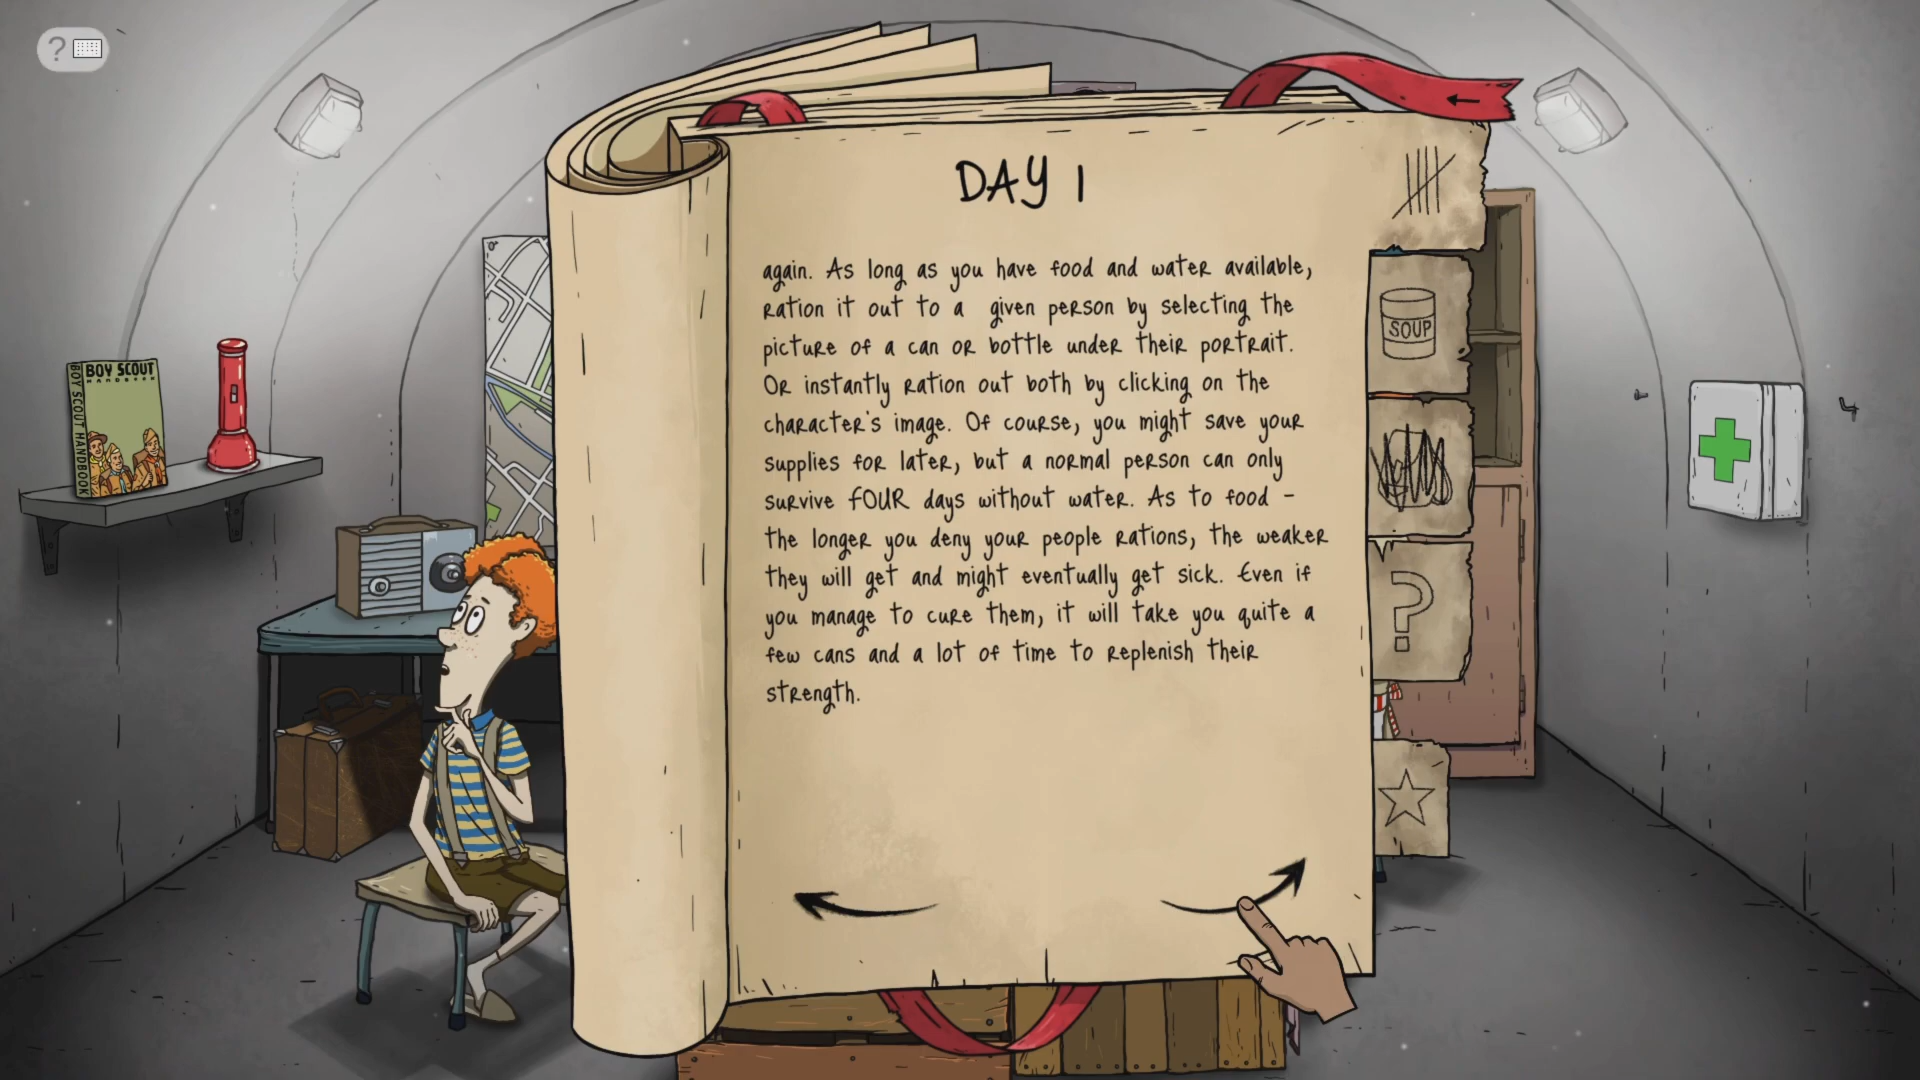 ?
DAY 1
again. As long as you have food and water available,
ration it out to a given person by selecting the
picture of a can or bottle under their portrait.
Or instantly ration out both by clicking on the
character's image. Of course, you might save your
supplies for later, but a normal person can only
survive FOUR days without water. As to food -
the longer you deny your people rations, the weaker
they will get and might eventually get sick. Even if
you manage to cure them, it will take you quite a
few cans and a lot of time to replenish their
strength.
SOUP
?
BOY SCOUT
HANDBOOK
BOY SCOUT HANDBOOK